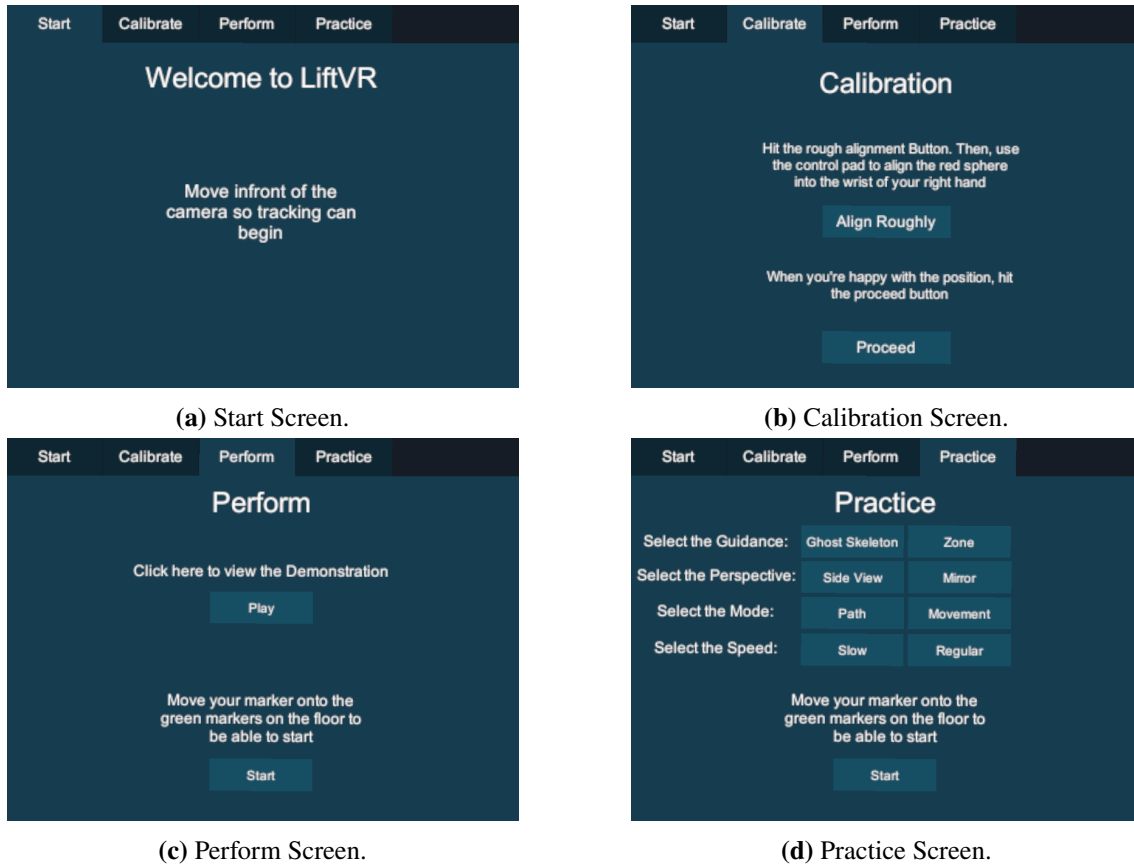 Start Calibrate Perform Practice
Welcome to LiftVR
Move infront of the
camera so tracking can
begin
(a) Start Screen.
Start Calibrate Perform Practice
Calibration
Hit the rough alignment Button. Then, use
the control pad to align the red sphere
into the wrist of your right hand
Align Roughly
When you're happy with the position, hit
the proceed button
Proceed
(b) Calibration Screen.
Start Calibrate Perform Practice
Perform
Click here to view the Demonstration
Play
Move your marker onto the
green markers on the floor to
be able to start
Start
(c) Perform Screen.
Start Calibrate Perform Practice
Practice
Select the Guidance: Ghost Skeleton Zone
Select the Perspective: Side View Mirror
Select the Mode: Path Movement
Select the Speed: Slow Regular
Move your marker onto the
green markers on the floor to
be able to start
Start
(d) Practice Screen.